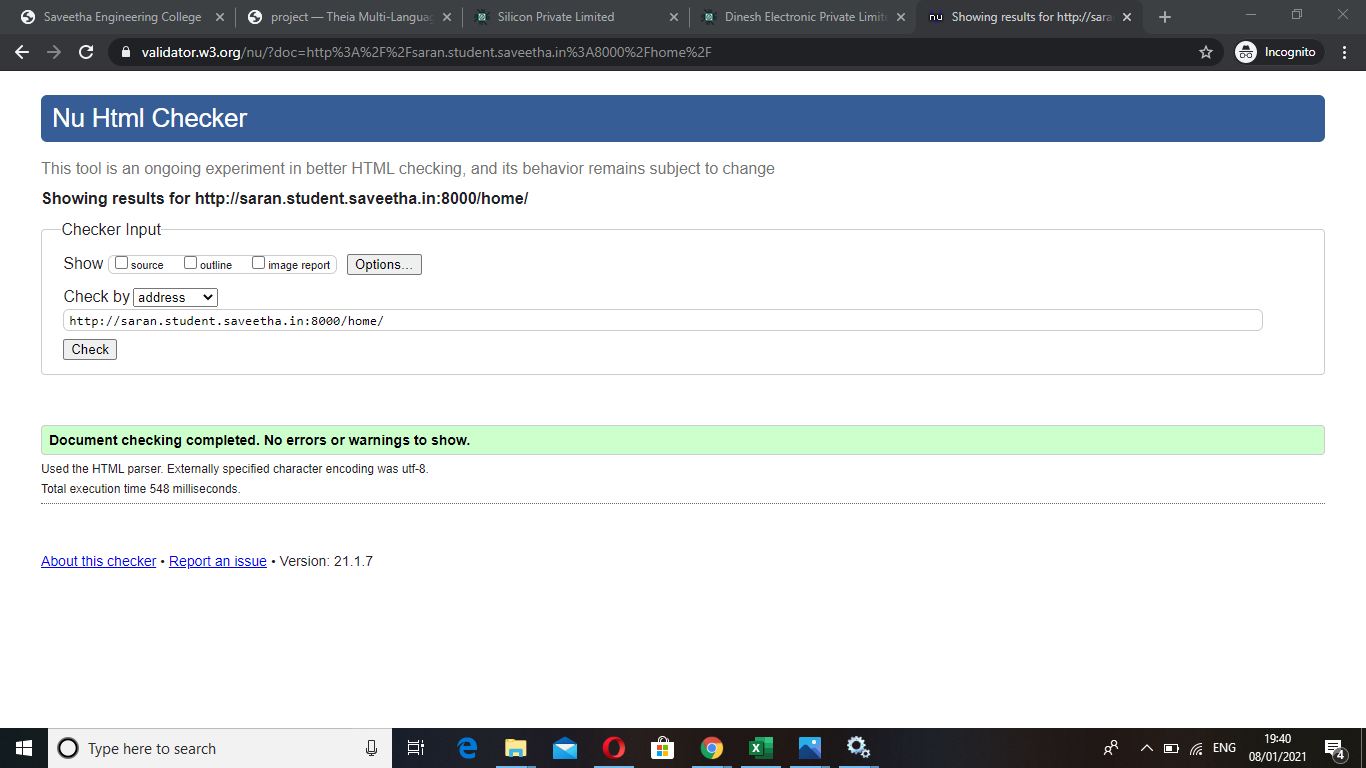 Saveetha Engineering College
project — Theia Multi-Languag
Silicon Private Limited
Dinesh Electronic Private Limite
nu Showing results for http://sara
validator.w3.org/nu/?doc=http%3A%2F%2Fsaran.student.saveetha.in%3A8000%2Fhome%2F
Incognito
Nu Html Checker
This tool is an ongoing experiment in better HTML checking, and its behavior remains subject to change
Showing results for http://saran.student.saveetha.in:8000/home/
Checker Input
Show source outline image report Options...
Check by address
http://saran.student.saveetha.in:8000/home/
Check
Document checking completed. No errors or warnings to show.
Used the HTML parser. Externally specified character encoding was utf-8.
Total execution time 548 milliseconds.
About this checker • Report an issue • Version: 21.1.7
Type here to search
ENG
19:40
08/01/2021
4